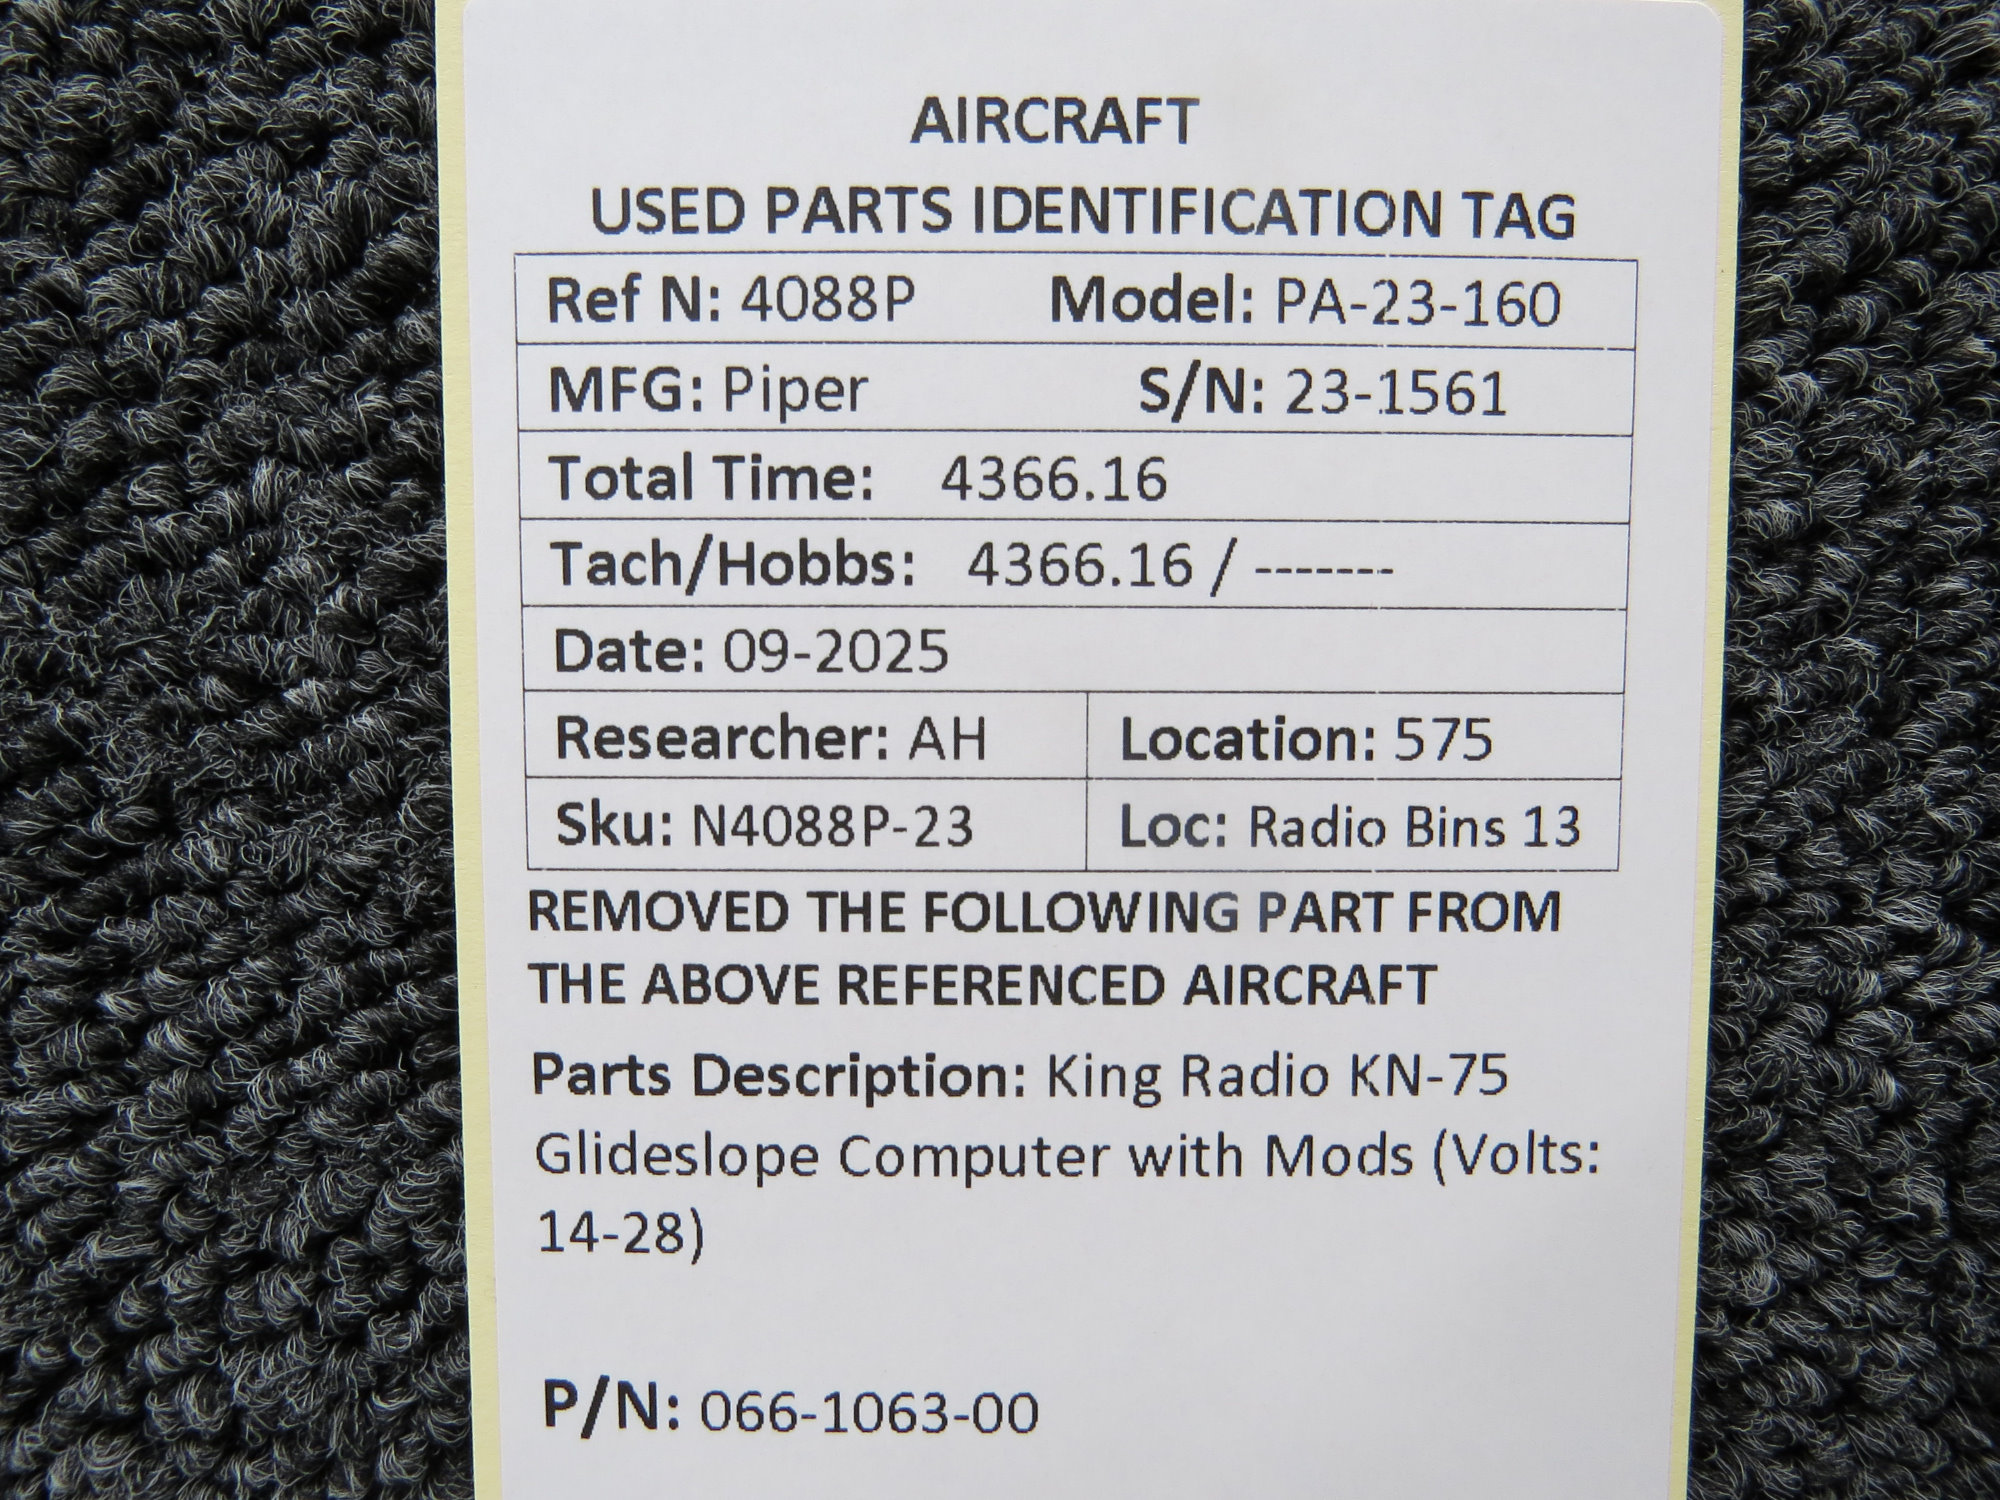 AIRCRAFT
USED PARTS IDENTIFICATION TAG
Ref N: 4088P Model: PA-23-160
MFG: Piper S/N: 23-1561
Total Time: 4366.16
Tach/Hobbs: 4366.16 / -------
Date: 09-2025
Researcher: AH Location: 575
Sku: N4088P-23 Loc: Radio Bins 13
REMOVED THE FOLLOWING PART FROM
THE ABOVE REFERENCED AIRCRAFT
Parts Description: King Radio KN-75
Glideslope Computer with Mods (Volts:
14-28)
P/N: 066-1063-00